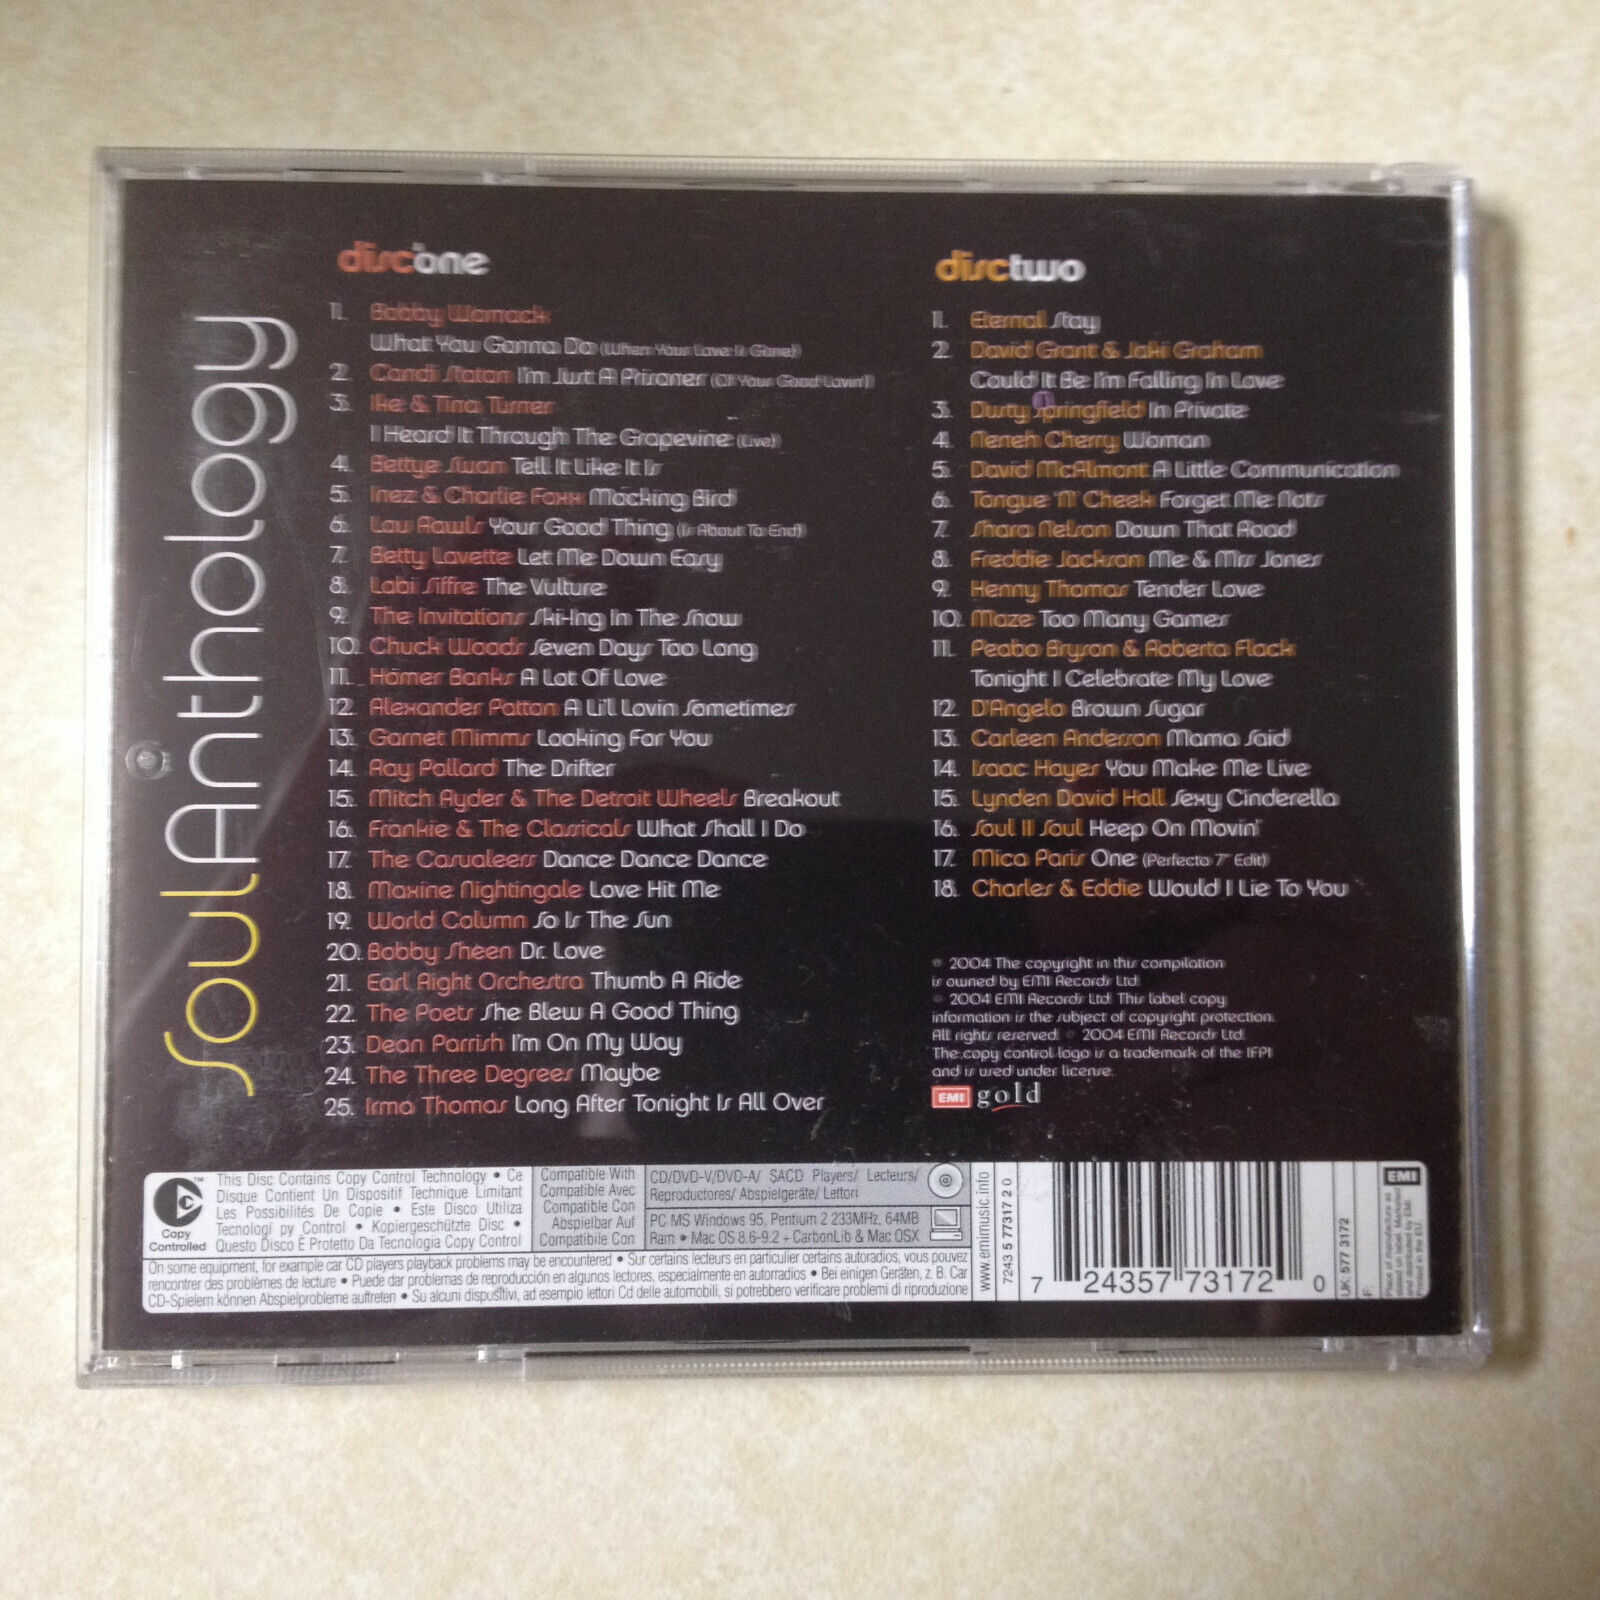 Soul Anthology
disc one
1. Bobby Womack
What You Gonna Do (When Your Love Is Gone)
2. Candi Staton I'm Just A Prisoner (Of Your Good Lovin')
3. Ike & Tina Turner
I Heard It Through The Grapevine (Live)
4. Bettye Swan Tell It Like It Is
5. Inez & Charlie Foxx Mocking Bird
6. Lou Rawls Your Good Thing (Is About To End)
7. Betty Lavette Let Me Down Easy
8. Labi Siffre The Vulture
9. The Invitations Ski-Ing In The Snow
10. Chuck Woods Seven Days Too Long
11. Homer Banks A Lot Of Love
12. Alexander Patton A Li'l Lovin Sometimes
13. Garnet Mimms Looking For You
14. Ray Pollard The Drifter
15. Mitch Ryder & The Detroit Wheels Breakout
16. Frankie & The Classicals What Shall I Do
17. The Casualeers Dance Dance Dance
18. Maxine Nightingale Love Hit Me
19. World Column So Is The Sun
20. Bobby Sheen Dr. Love
21. Earl Right Orchestra Thumb A Ride
22. The Poets She Blew A Good Thing
23. Dean Parrish I'm On My Way
24. The Three Degrees Maybe
25. Irma Thomas Long After Tonight Is All Over
disc two
1. Eternal Stay
2. David Grant & Jaki Graham
Could It Be I'm Falling In Love
3. Dusty Springfield In Private
4. Neneh Cherry Woman
5. David McAlmont A Little Communication
6. Tongue 'N' Cheek Forget Me Nots
7. Shara Nelson Down That Road
8. Freddie Jackson Me & Mrs Jones
9. Kenny Thomas Tender Love
10. Maze Too Many Games
11. Peabo Bryson & Roberta Flack
Tonight I Celebrate My Love
12. D'Angelo Brown Sugar
13. Carleen Anderson Mama Said
14. Isaac Hayes You Make Me Live
15. Lynden David Hall Sexy Cinderella
16. Soul II Soul Keep On Movin'
17. Mica Paris One (Perfecto 7" Edit)
18. Charles & Eddie Would I Lie To You
℗ 2004 The copyright in this compilation
is owned by EMI Records Ltd.
© 2004 EMI Records Ltd. This label copy
information is the subject of copyright protection.
All rights reserved. © 2004 EMI Records Ltd.
The copy control logo is a trademark of the IFPI
and is used under license.
EMI gold
Copy
Controlled
™
This Disc Contains Copy Control Technology • Ce
Disque Contient Un Dispositif Technique Limitant
Les Possibilités De Copie • Este Disco Utiliza
Tecnologi py Control • Kopiergeschützte Disc •
Questo Disco È Protetto Da Tecnologia Copy Control
Compatible With
Compatible Avec
Compatible Con
Abspielbar Auf
Compatibile Con
CD/DVD-V/DVD-A/ SACD Players/ Lecteurs/
Reproductores/ Abspielgeräte/ Lettori
PC MS Windows 95, Pentium 2 233MHz, 64MB
Ram • Mac OS 8.6-9.2 + CarbonLib & Mac OSX
On some equipment, for example car CD players playback problems may be encountered • Sur certains lecteurs en particulier certains autoradios, vous pouvez
rencontrer des problèmes de lecture • Puede dar problemas de reproducción en algunos lectores, especialmente en autorradios • Bei einigen Geräten, z. B. Car
CD-Spielern können Abspielprobleme auftreten • Su alcuni dispositivi, ad esempio lettori Cd delle automobili, si potrebbero verificare problemi di riproduzione
www.emimusic.info
7243 5 77317 2 0
7 24357 73172 0
UK: 577 3172
F:
EMI